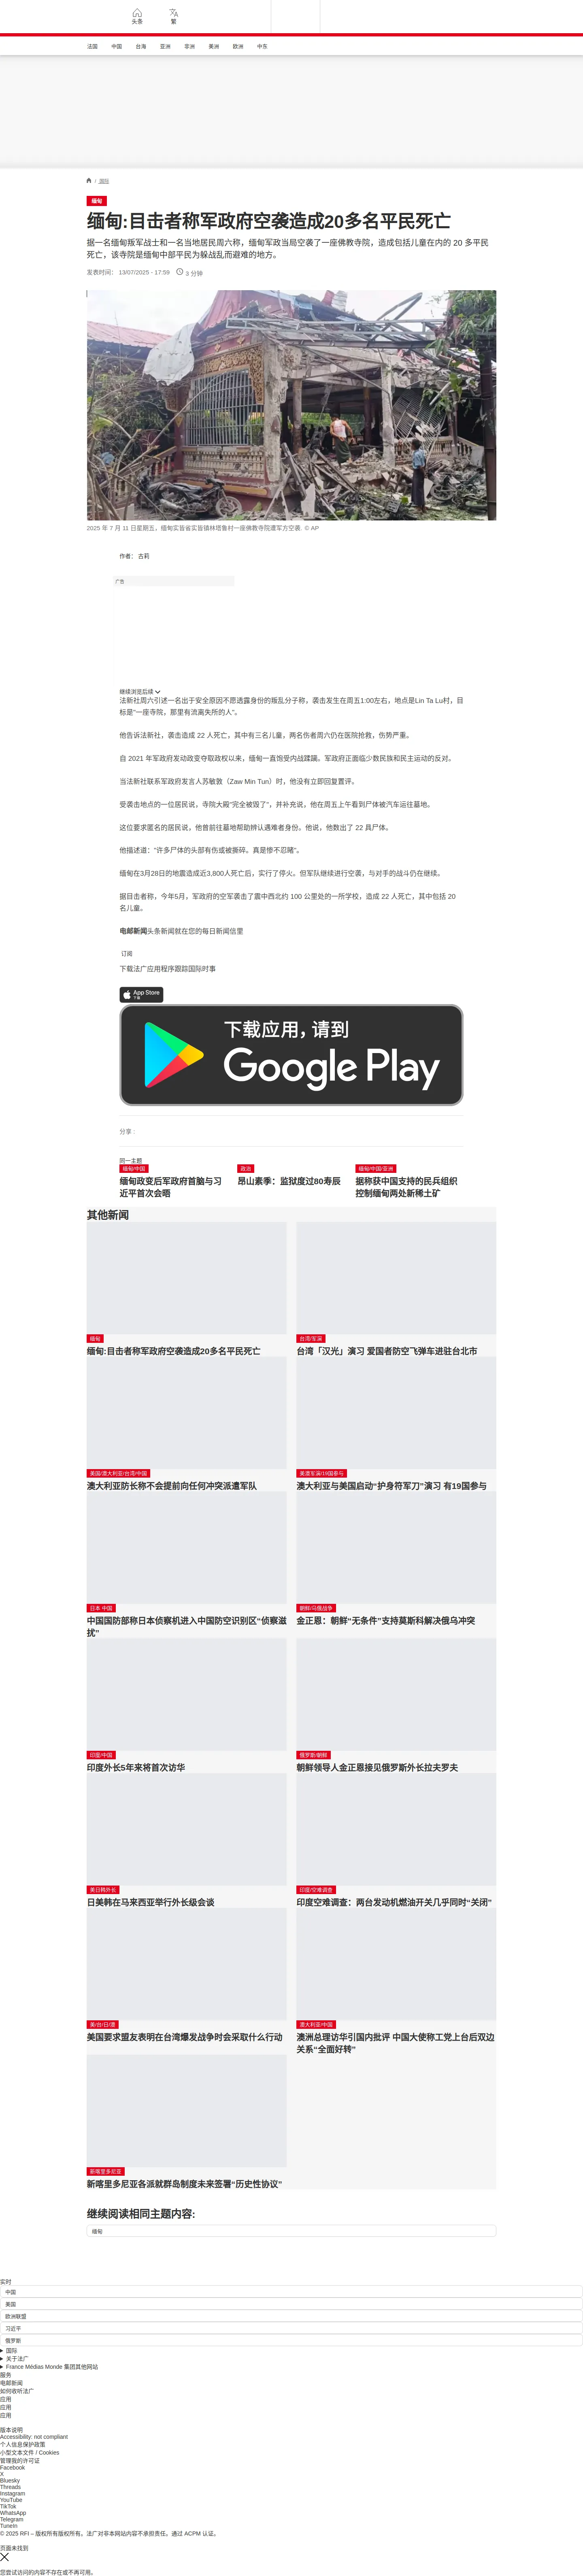 头条
繁
法国
中国
台海
亚洲
非洲
美洲
欧洲
中东
/ 国际
缅甸
缅甸:目击者称军政府空袭造成20多名平民死亡
据一名缅甸叛军战士和一名当地居民周六称，缅甸军政当局空袭了一座佛教寺院，造成包括儿童在内的 20 多平民
死亡，该寺院是缅甸中部平民为躲战乱而避难的地方。
发表时间： 13/07/2025 - 17:59
3 分钟
2025 年 7 月 11 日星期五，缅甸实皆省实皆镇林塔鲁村一座佛教寺院遭军方空袭. © AP
作者： 古莉
广告
继续浏览后续
法新社周六引述一名出于安全原因不愿透露身份的叛乱分子称，袭击发生在周五1:00左右，地点是Lin Ta Lu村，目
标是“一座寺院，那里有流离失所的人”。
他告诉法新社，袭击造成 22 人死亡，其中有三名儿童，两名伤者周六仍在医院抢救，伤势严重。
自 2021 年军政府发动政变夺取政权以来，缅甸一直饱受内战蹂躏。军政府正面临少数民族和民主运动的反对。
当法新社联系军政府发言人苏敏敦（Zaw Min Tun）时，他没有立即回复置评。
受袭击地点的一位居民说，寺院大殿"完全被毁了"，并补充说，他在周五上午看到尸体被汽车运往墓地。
这位要求匿名的居民说，他曾前往墓地帮助辨认遇难者身份。他说，他数出了 22 具尸体。
他描述道："许多尸体的头部有伤或被撕碎。真是惨不忍睹"。
缅甸在3月28日的地震造成近3,800人死亡后，实行了停火。但军队继续进行空袭，与对手的战斗仍在继续。
据目击者称，今年5月，军政府的空军袭击了震中西北约 100 公里处的一所学校，造成 22 人死亡，其中包括 20
名儿童。
电邮新闻头条新闻就在您的每日新闻信里
订阅
下载法广应用程序跟踪国际时事
App Store
下载
下载应用，请到
Google Play
分享 :
同一主题
缅甸/中国
缅甸政变后军政府首脑与习
近平首次会晤
政治
昂山素季：监狱度过80寿辰
缅甸/中国/亚洲
据称获中国支持的民兵组织
控制缅甸两处新稀土矿
其他新闻
缅甸
缅甸:目击者称军政府空袭造成20多名平民死亡
台湾/军演
台湾「汉光」演习 爱国者防空飞弹车进驻台北市
美国/澳大利亚/台湾/中国
澳大利亚防长称不会提前向任何冲突派遣军队
美澳军演/19国参与
澳大利亚与美国启动“护身符军刀”演习 有19国参与
日本 中国
中国国防部称日本侦察机进入中国防空识别区“侦察滋
扰”
朝鲜/乌俄战争
金正恩：朝鲜“无条件”支持莫斯科解决俄乌冲突
印度/中国
印度外长5年来将首次访华
俄罗斯/朝鲜
朝鲜领导人金正恩接见俄罗斯外长拉夫罗夫
美日韩外长
日美韩在马来西亚举行外长级会谈
印度/空难调查
印度空难调查：两台发动机燃油开关几乎同时“关闭”
美/台/日/澳
美国要求盟友表明在台湾爆发战争时会采取什么行动
澳大利亚/中国
澳洲总理访华引国内批评 中国大使称工党上台后双边
关系“全面好转”
新喀里多尼亚
新喀里多尼亚各派就群岛制度未来签署“历史性协议”
继续阅读相同主题内容:
缅甸
实时
中国
美国
欧洲联盟
习近平
俄罗斯
国际
关于法广
France Médias Monde 集团其他网站
服务
电邮新闻
如何收听法广
应用
应用
应用
版本说明
Accessibility: not compliant
个人信息保护政策
小型文本文件 / Cookies
管理我的许可证
Facebook
X
Bluesky
Threads
Instagram
YouTube
TikTok
WhatsApp
Telegram
TuneIn
© 2025 RFI – 版权所有版权所有。法广对非本网站内容不承担责任。通过 ACPM 认证。
页面未找到
您尝试访问的内容不存在或不再可用。